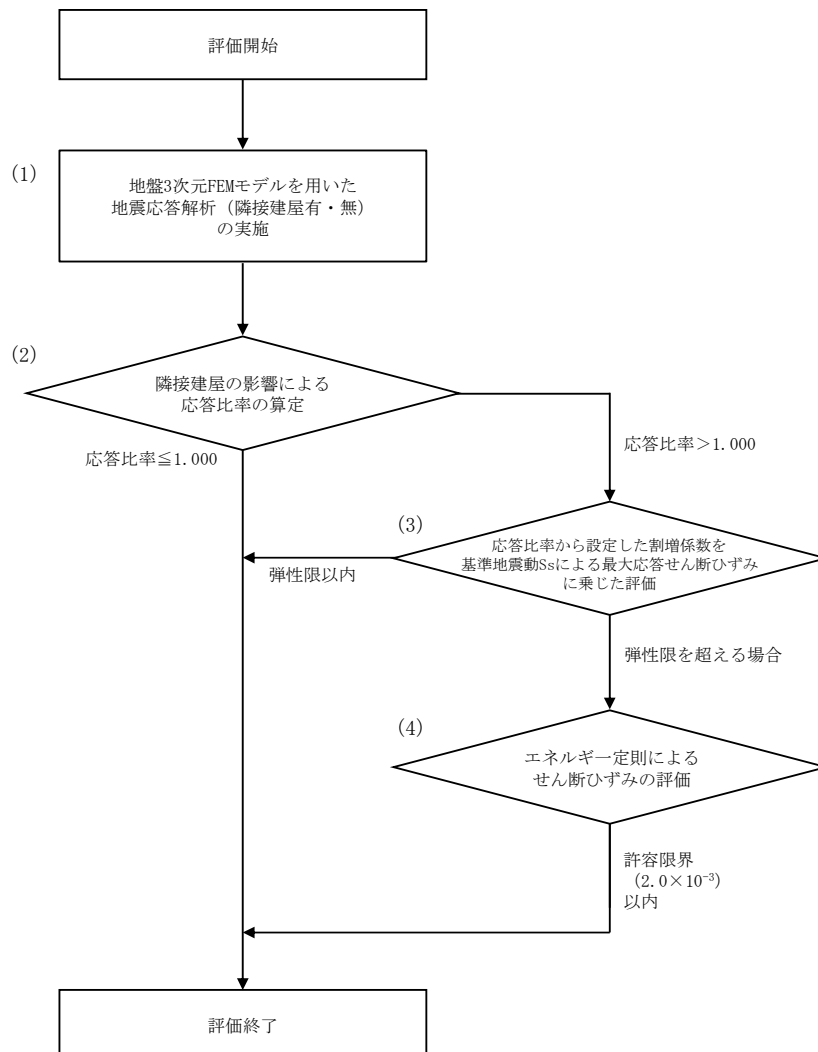 評価開始
(1)
地盤3次元FEMモデルを用いた
地震応答解析（隣接建屋有・無）
の実施
(2)
隣接建屋の影響による
応答比率の算定
応答比率≦1.000
応答比率＞1.000
(3)
応答比率から設定した割増係数を
基準地震動Ssによる最大応答せん断ひずみ
に乗じた評価
弾性限以内
弾性限を超える場合
(4)
エネルギー定則による
せん断ひずみの評価
許容限界
（2.0×10⁻³）
以内
評価終了